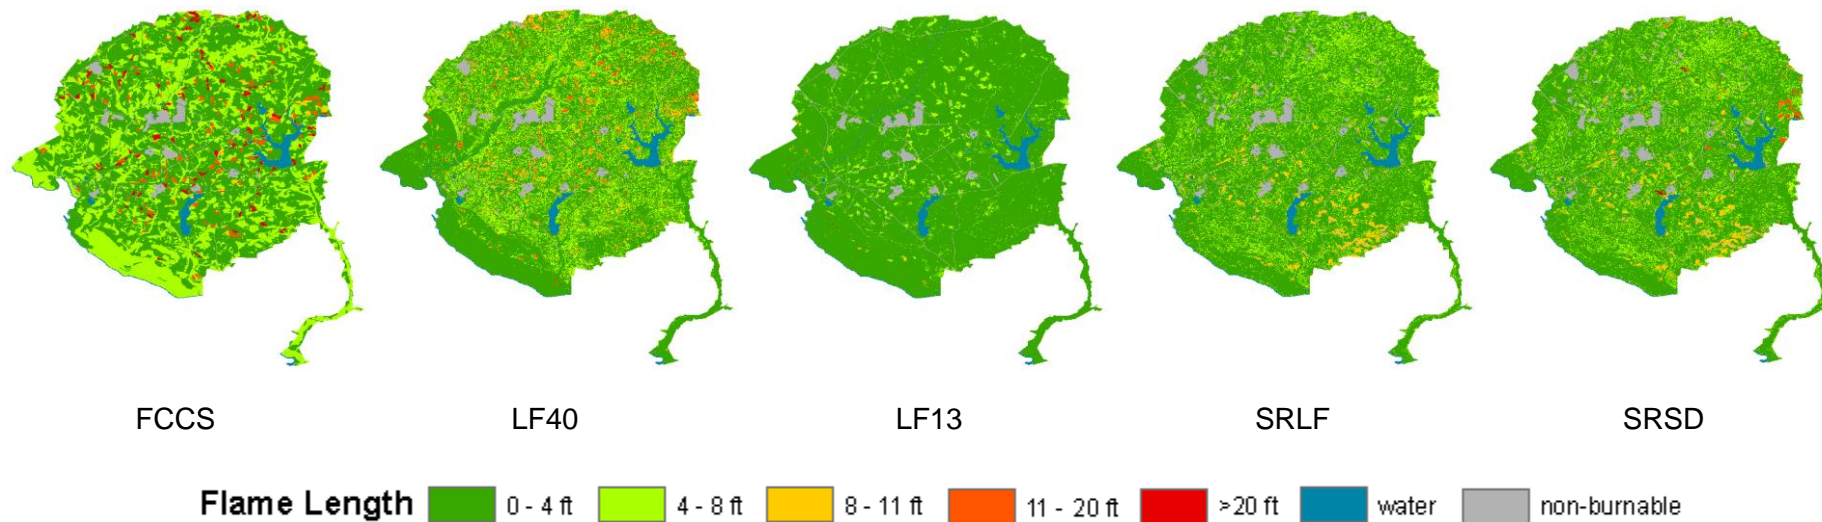 FCCS LF40 LF13 SRLF SRSD
Flame Length 0 - 4 ft 4 - 8 ft 8 - 11 ft 11 - 20 ft >20 ft water non-burnable